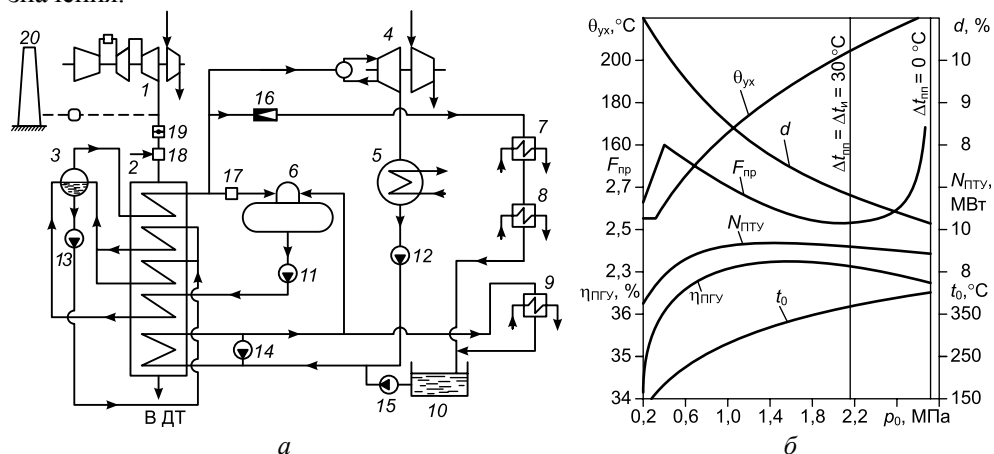 значения.
20
4
1
16
7
19
3
2
18
5
17
6
8
13
11
12
9
14
15
10
В ДТ
а
θух,°С
d, %
200
10
θух
9
Δtпп = Δtи = 30 °С
Δtпп = 0 °С
d
160
8
Fпр
Fпр
NПТУ,
МВт
2,7
2,5
10
NПТУ
2,3
8
ηПГУ, %
ηПГУ
t0
t0,°С
36
350
35
250
34
150
0,2
0,6
1,0
1,4
1,8
2,2
p0, МПа
б